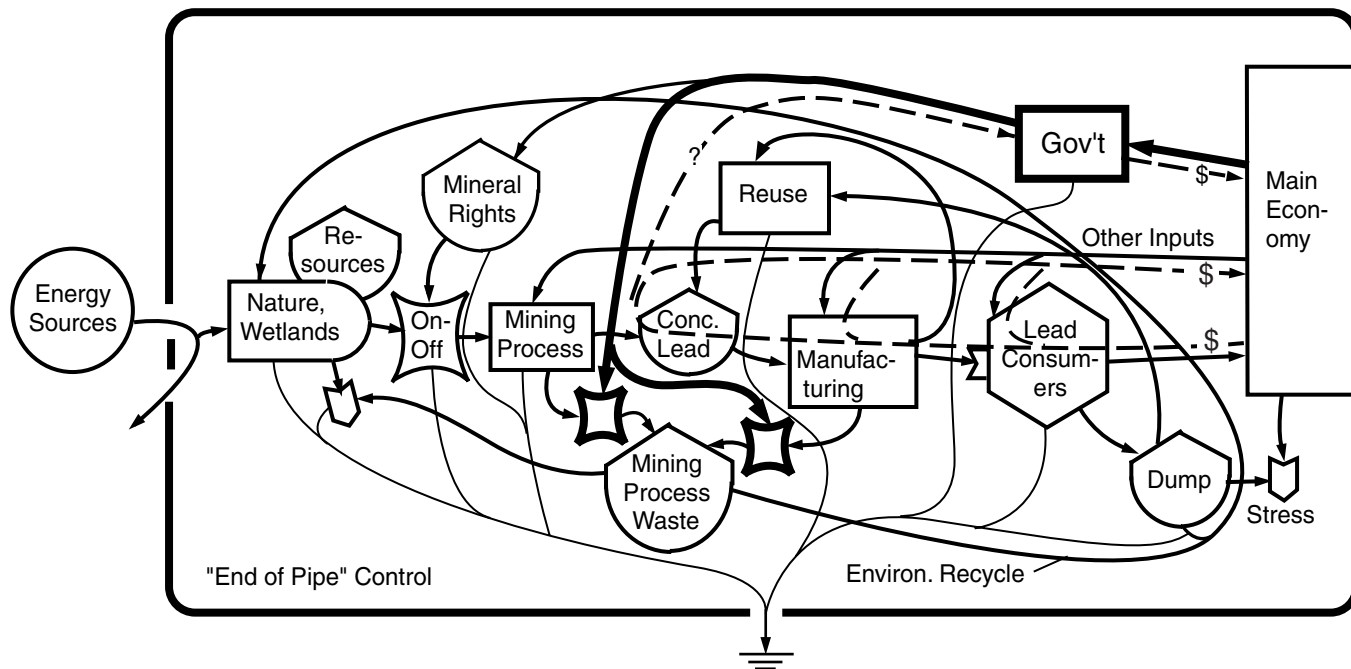 Gov't
$
Main
Econ-
omy
?
Mineral
Rights
Reuse
Re-
sources
Other Inputs
$
Energy
Sources
Nature,
Wetlands
On-
Off
Mining
Process
Conc.
Lead
Manufac-
turing
Lead
Consum-
ers
$
Mining
Process
Waste
Dump
Stress
"End of Pipe" Control
Environ. Recycle